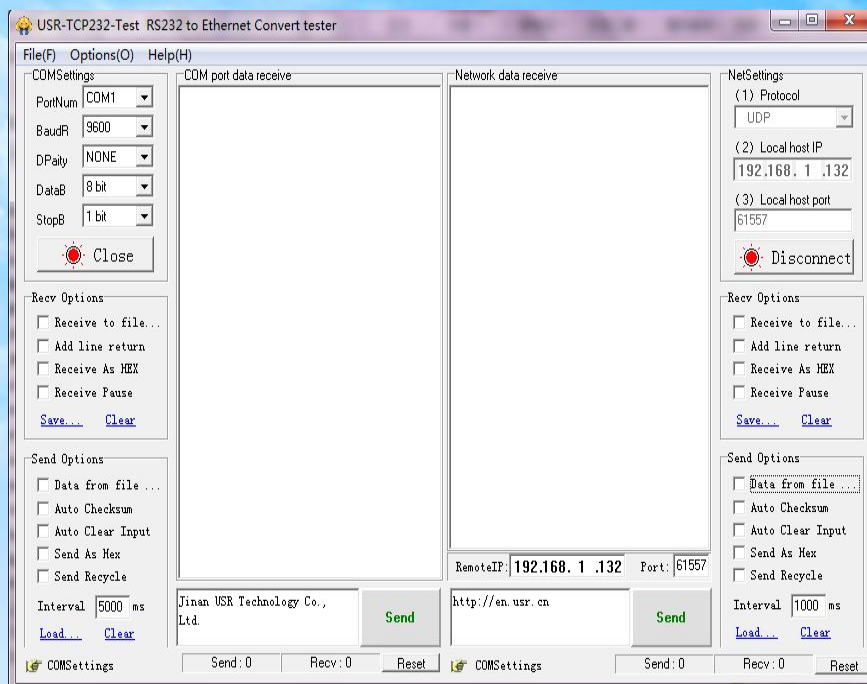 USR-TCP232-Test RS232 to Ethernet Convert tester
File(F) Options(O) Help(H)
COMSettings
PortNum COM1
BaudR 9600
DPaity NONE
DataB 8 bit
StopB 1 bit
Close
Recv Options
Receive to file...
Add line return
Receive As HEX
Receive Pause
Save... Clear
Send Options
Data from file ...
Auto Checksum
Auto Clear Input
Send As Hex
Send Recycle
Interval 5000 ms
Load... Clear
COM port data receive
Jinan USR Technology Co.,
Ltd.
Send
Network data receive
RemoteIP: 192.168. 1 .132 Port: 61557
http://en.usr.cn
Send
NetSettings
(1) Protocol
UDP
(2) Local host IP
192.168. 1 .132
(3) Local host port
61557
Disconnect
Recv Options
Receive to file...
Add line return
Receive As HEX
Receive Pause
Save... Clear
Send Options
Data from file ...
Auto Checksum
Auto Clear Input
Send As Hex
Send Recycle
Interval 1000 ms
Load... Clear
COMSettings Send : 0 Recv : 0 Reset
COMSettings Send : 0 Recv : 0 Reset